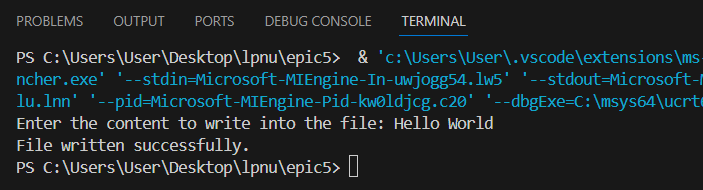 PROBLEMS OUTPUT PORTS DEBUG CONSOLE TERMINAL
PS C:\Users\User\Desktop\lpnu\epic5>  & 'c:\Users\User\.vscode\extensions\ms-
ncher.exe' '--stdin=Microsoft-MIEngine-In-uwjogg54.lw5' '--stdout=Microsoft-M
lu.lnn' '--pid=Microsoft-MIEngine-Pid-kw0ldjcg.c20' '--dbgExe=C:\msys64\ucrt6
Enter the content to write into the file: Hello World
File written successfully.
PS C:\Users\User\Desktop\lpnu\epic5>